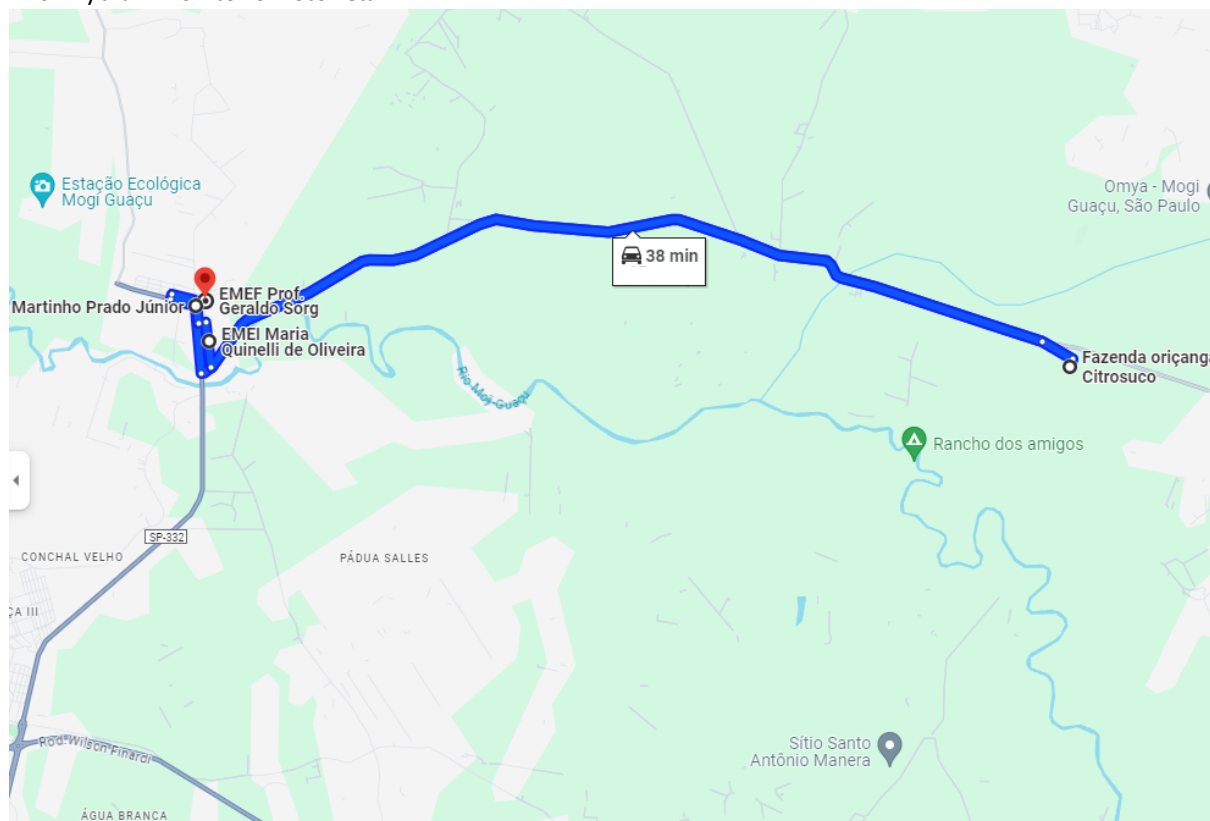 Estação Ecológica
Mogi Guaçu
Omya - Mogi
Guaçu, São Paulo
38 min
EMEF Prof.
Geraldo Sorg
Martinho Prado Júnior
EMEI Maria
Quinelli de Oliveira
Fazenda oriçanga
Citrosuco
Rio-Moji-Guaçu
Rancho dos amigos
SP-332
CONCHAL VELHO
PÁDUA SALLES
ÇA III
Rod-Wilson Finardi
Sítio Santo
Antônio Manera
ÁGUA BRANCA